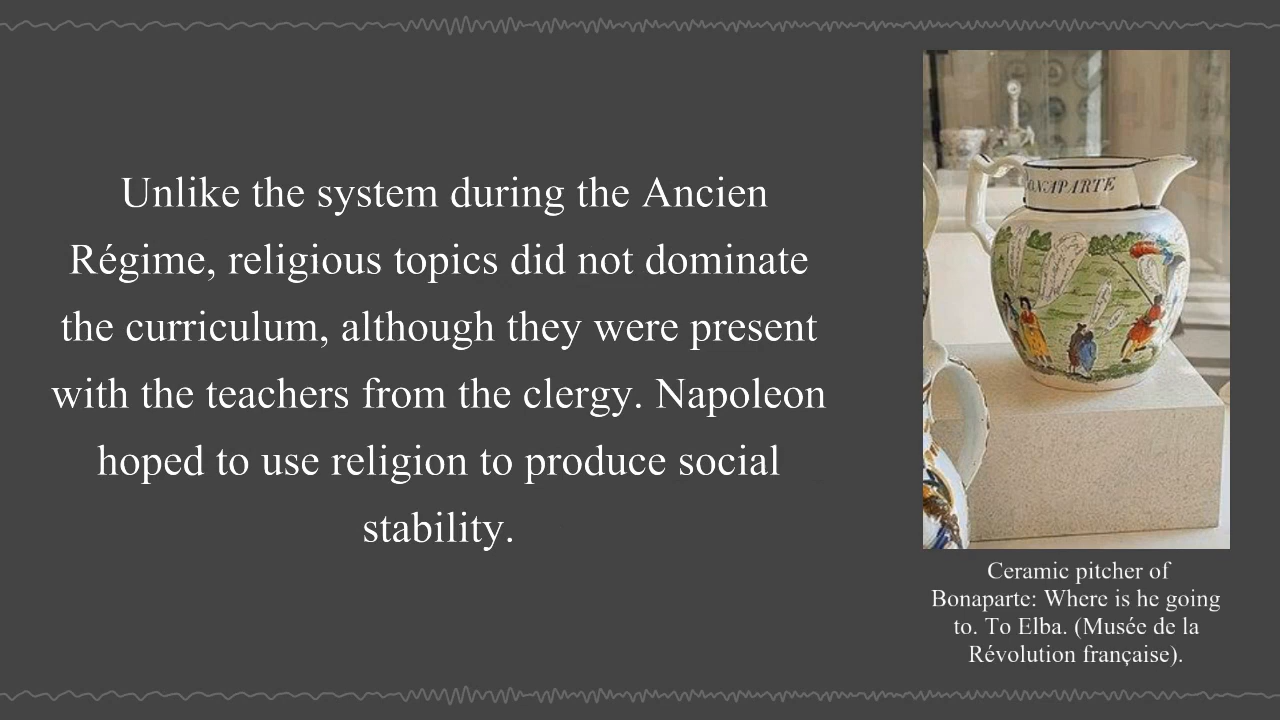 Unlike the system during the Ancien
Régime, religious topics did not dominate
the curriculum, although they were present
with the teachers from the clergy. Napoleon
hoped to use religion to produce social
stability.
BONAPARTE
Ceramic pitcher of
Bonaparte: Where is he going
to. To Elba. (Musée de la
Révolution française).